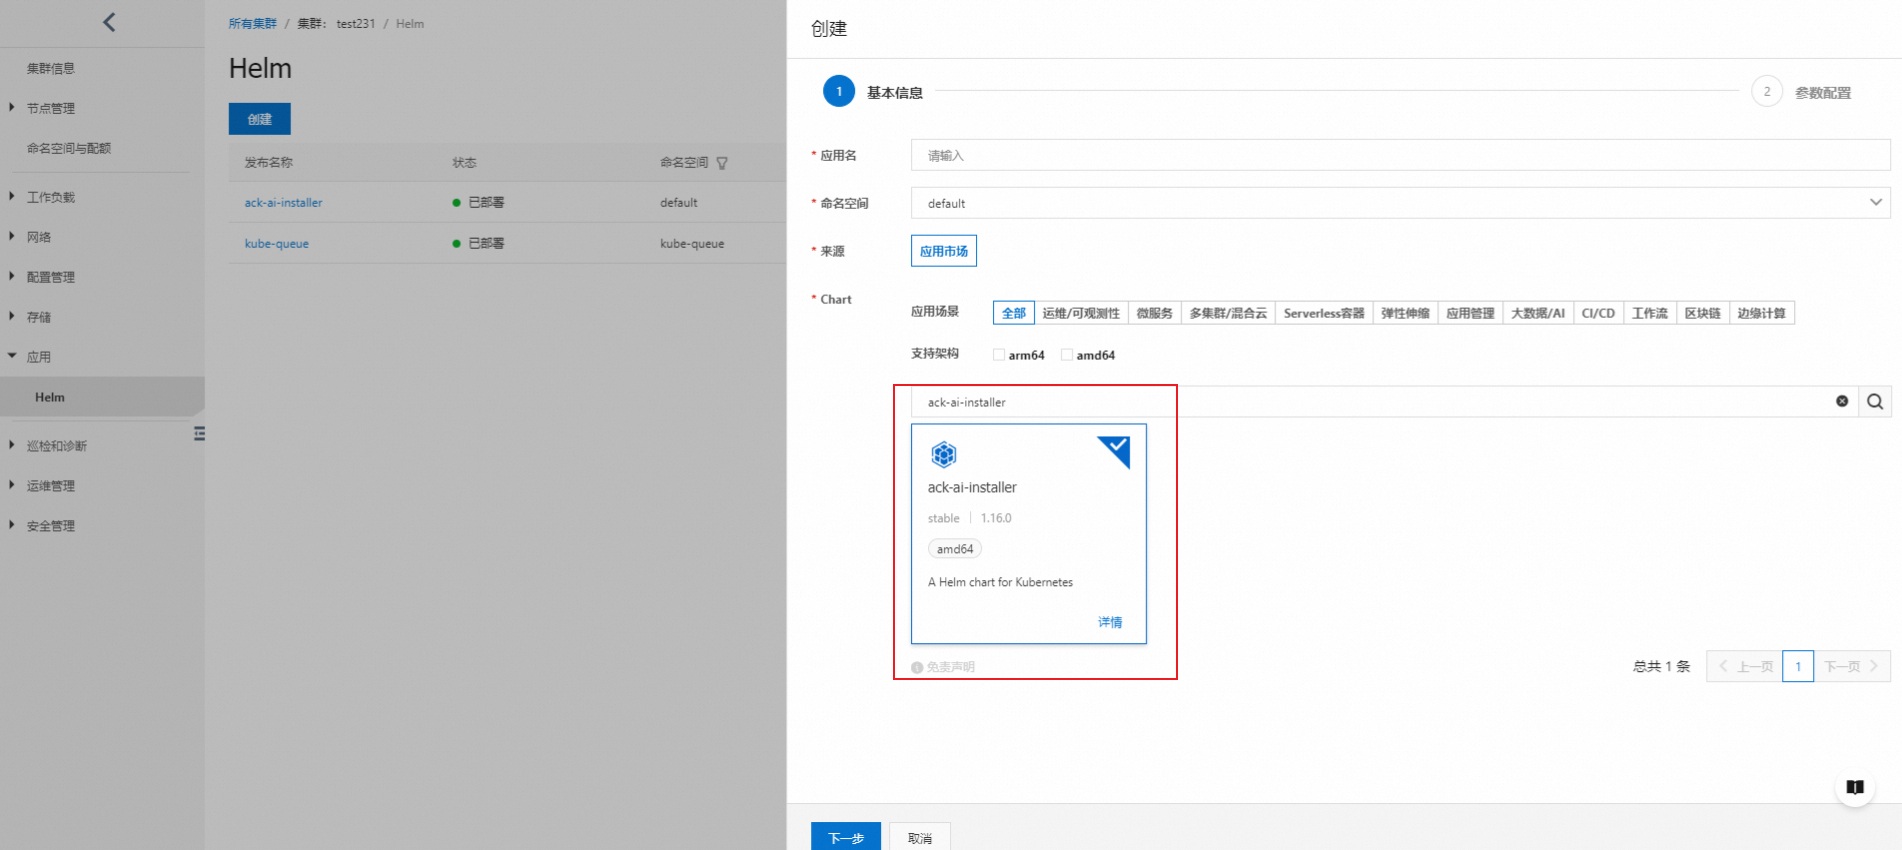 所有集群 / 集群： test231 / Helm
集群信息
节点管理
命名空间与配额
工作负载
网络
配置管理
存储
应用
Helm
巡检和诊断
运维管理
安全管理
Helm
创建
发布名称 状态 命名空间
ack-ai-installer 已部署 default
kube-queue 已部署 kube-queue
创建
1 基本信息 2 参数配置
* 应用名 请输入
* 命名空间 default
* 来源 应用市场
* Chart
应用场景 全部 运维/可观测性 微服务 多集群/混合云 Serverless容器 弹性伸缩 应用管理 大数据/AI CI/CD 工作流 区块链 边缘计算
支持架构 arm64 amd64
ack-ai-installer
ack-ai-installer
stable 1.16.0
amd64
A Helm chart for Kubernetes
详情
免责声明
总共 1 条 上一页 1 下一页
下一步 取消